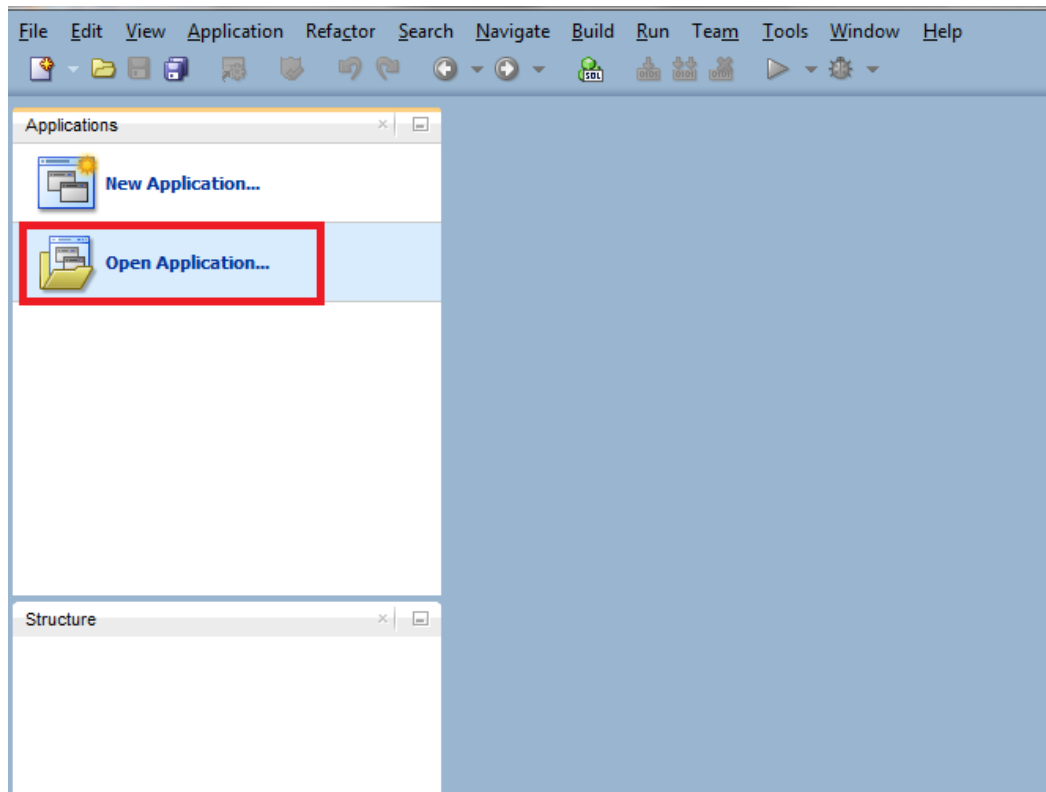 File Edit View Application Refactor Search Navigate Build Run Team Tools Window Help
SQL
Applications
New Application...
Open Application...
Structure